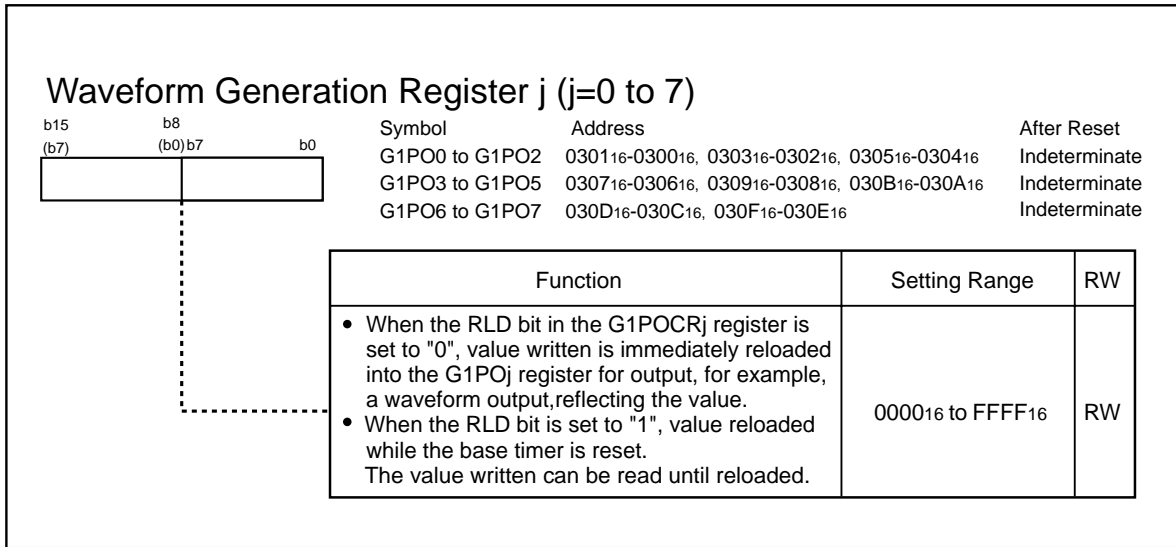 Waveform Generation Register j (j=0 to 7)
b15 b8
(b7) (b0) b7 b0
Symbol Address After Reset
G1PO0 to G1PO2 030116-030016, 030316-030216, 030516-030416 Indeterminate
G1PO3 to G1PO5 030716-030616, 030916-030816, 030B16-030A16 Indeterminate
G1PO6 to G1PO7 030D16-030C16, 030F16-030E16 Indeterminate
Function Setting Range RW
• When the RLD bit in the G1POCRj register is
set to "0", value written is immediately reloaded
into the G1POj register for output, for example,
a waveform output,reflecting the value.
• When the RLD bit is set to "1", value reloaded
while the base timer is reset.
The value written can be read until reloaded.
000016 to FFFF16 RW